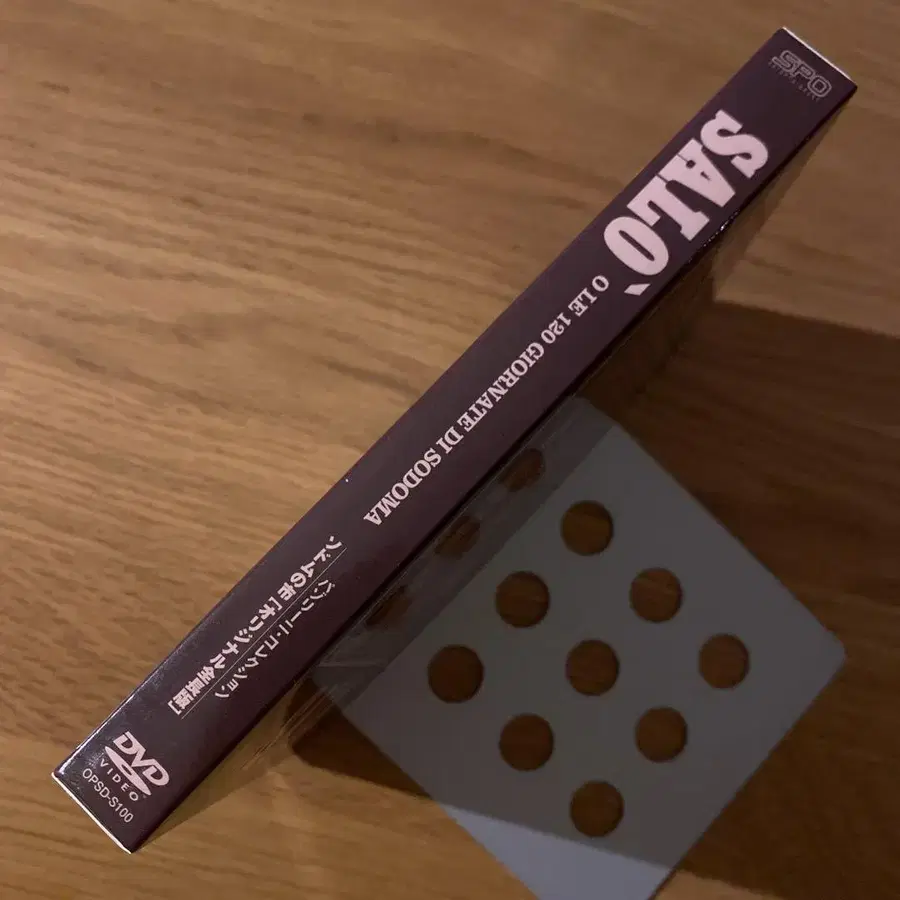 SPO
ENTERTAINMENT
SALO`
O LE 120 GIORNATE DI SODOMA
パゾリーニ・コレクション
ソドムの市 [オリジナル全長版]
DVD
VIDEO
OPSD-S100